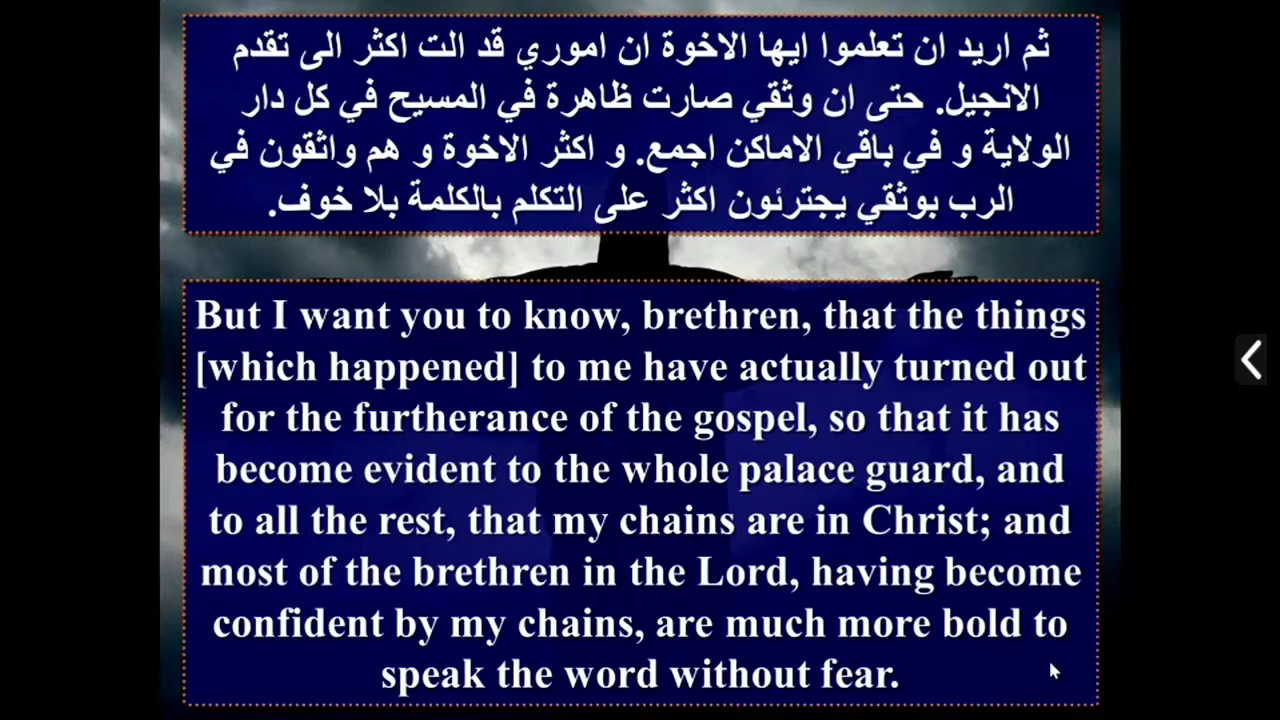 ثم اريد ان تعلموا ايها الاخوة ان اموري قد الت اكثر الى تقدم
الانجيل. حتى ان وثقي صارت ظاهرة في المسيح في كل دار
الولاية و في باقي الاماكن اجمع. و اكثر الاخوة و هم واثقون في
الرب بوثقي يجترئون اكثر على التكلم بالكلمة بلا خوف.
But I want you to know, brethren, that the things
[which happened] to me have actually turned out
for the furtherance of the gospel, so that it has
become evident to the whole palace guard, and
to all the rest, that my chains are in Christ; and
most of the brethren in the Lord, having become
confident by my chains, are much more bold to
speak the word without fear.